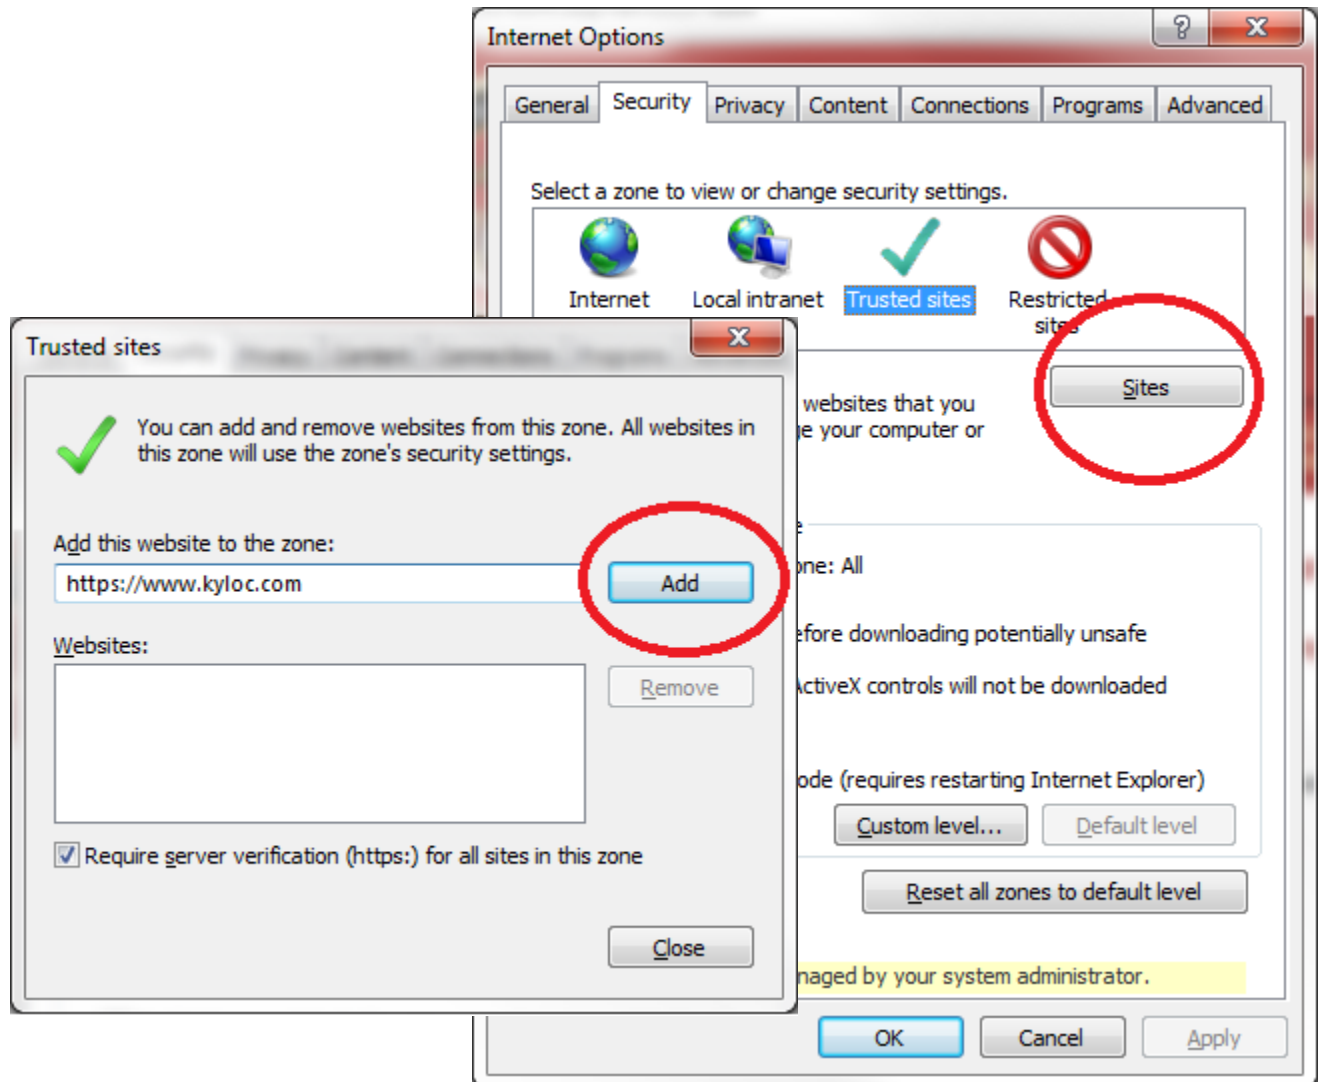 Internet Options
General Security Privacy Content Connections Programs Advanced
Select a zone to view or change security settings.
Internet Local intranet Trusted sites Restricted
sites
Sites
websites that you
your computer or
one: All
efore downloading potentially unsafe
ActiveX controls will not be downloaded
ode (requires restarting Internet Explorer)
Custom level... Default level
Reset all zones to default level
naged by your system administrator.
OK Cancel Apply
Trusted sites
You can add and remove websites from this zone. All websites in
this zone will use the zone's security settings.
Add this website to the zone:
https://www.kyloc.com Add
Websites:
Remove
Require server verification (https:) for all sites in this zone
Close